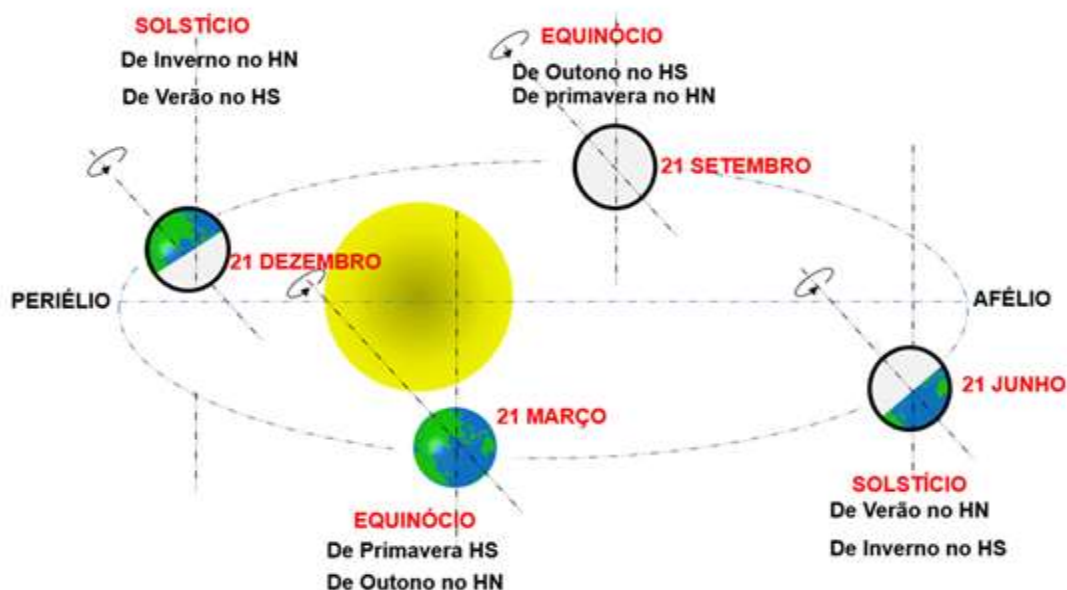 SOLSTÍCIO
De Inverno no HN
De Verão no HS
EQUINÓCIO
De Outono no HS
De primavera no HN
21 SETEMBRO
21 DEZEMBRO
PERIÉLIO
AFÉLIO
21 JUNHO
21 MARÇO
SOLSTÍCIO
De Verão no HN
De Inverno no HS
EQUINÓCIO
De Primavera HS
De Outono no HN